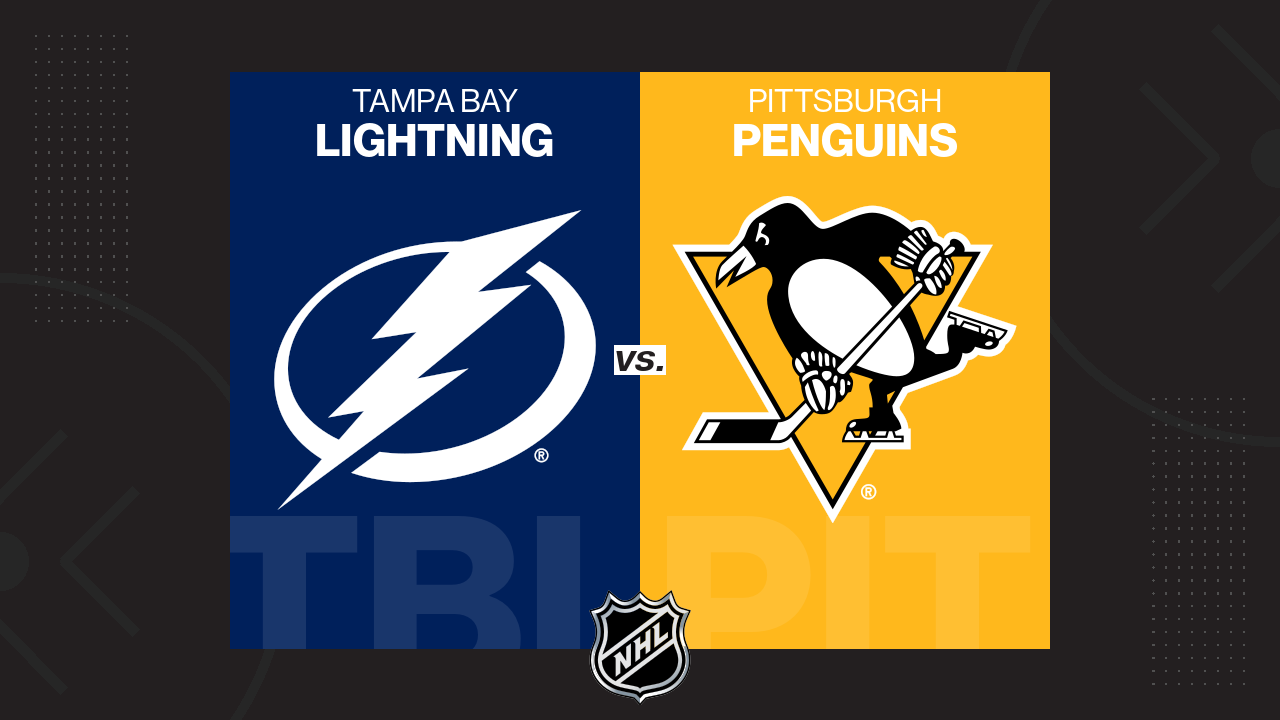 TAMPA BAY
LIGHTNING
PITTSBURGH
PENGUINS
vs.
®
®
TBL
PIT
NHL